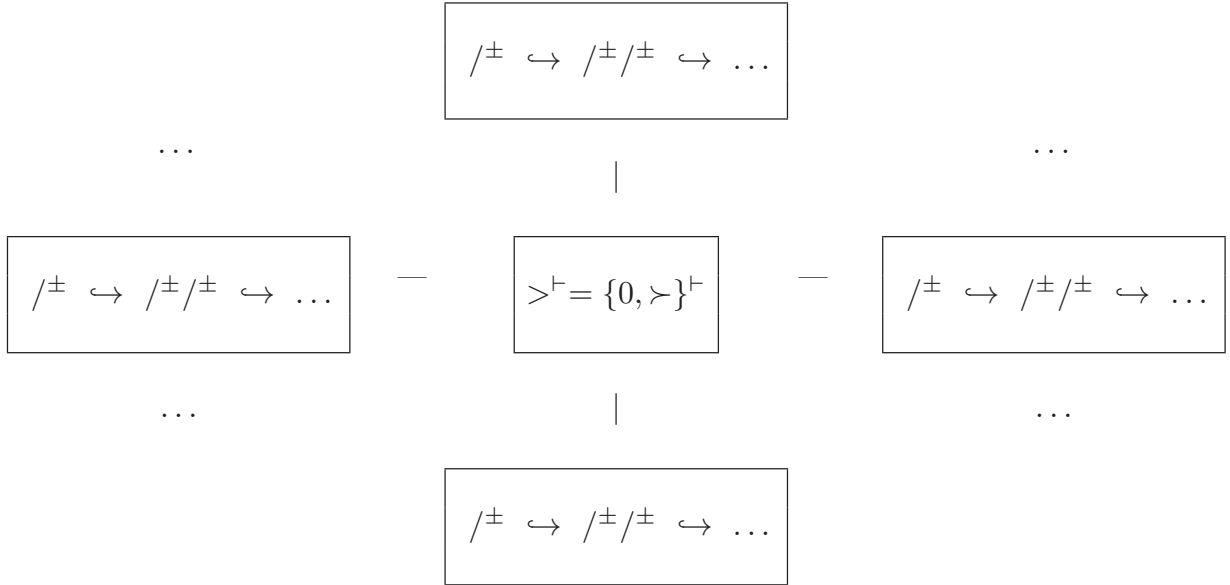 /± ↪ /±/± ↪ …
… …
|
/± ↪ /±/± ↪ … — >⊢ = {0, ≻}⊢ — /± ↪ /±/± ↪ …
… | …
/± ↪ /±/± ↪ …